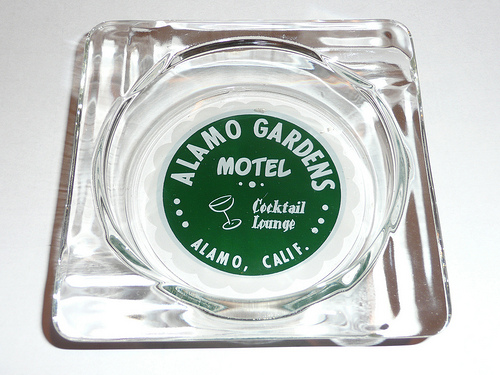 ALAMO GARDENS
MOTEL
Cocktail
Lounge
ALAMO, CALIF.